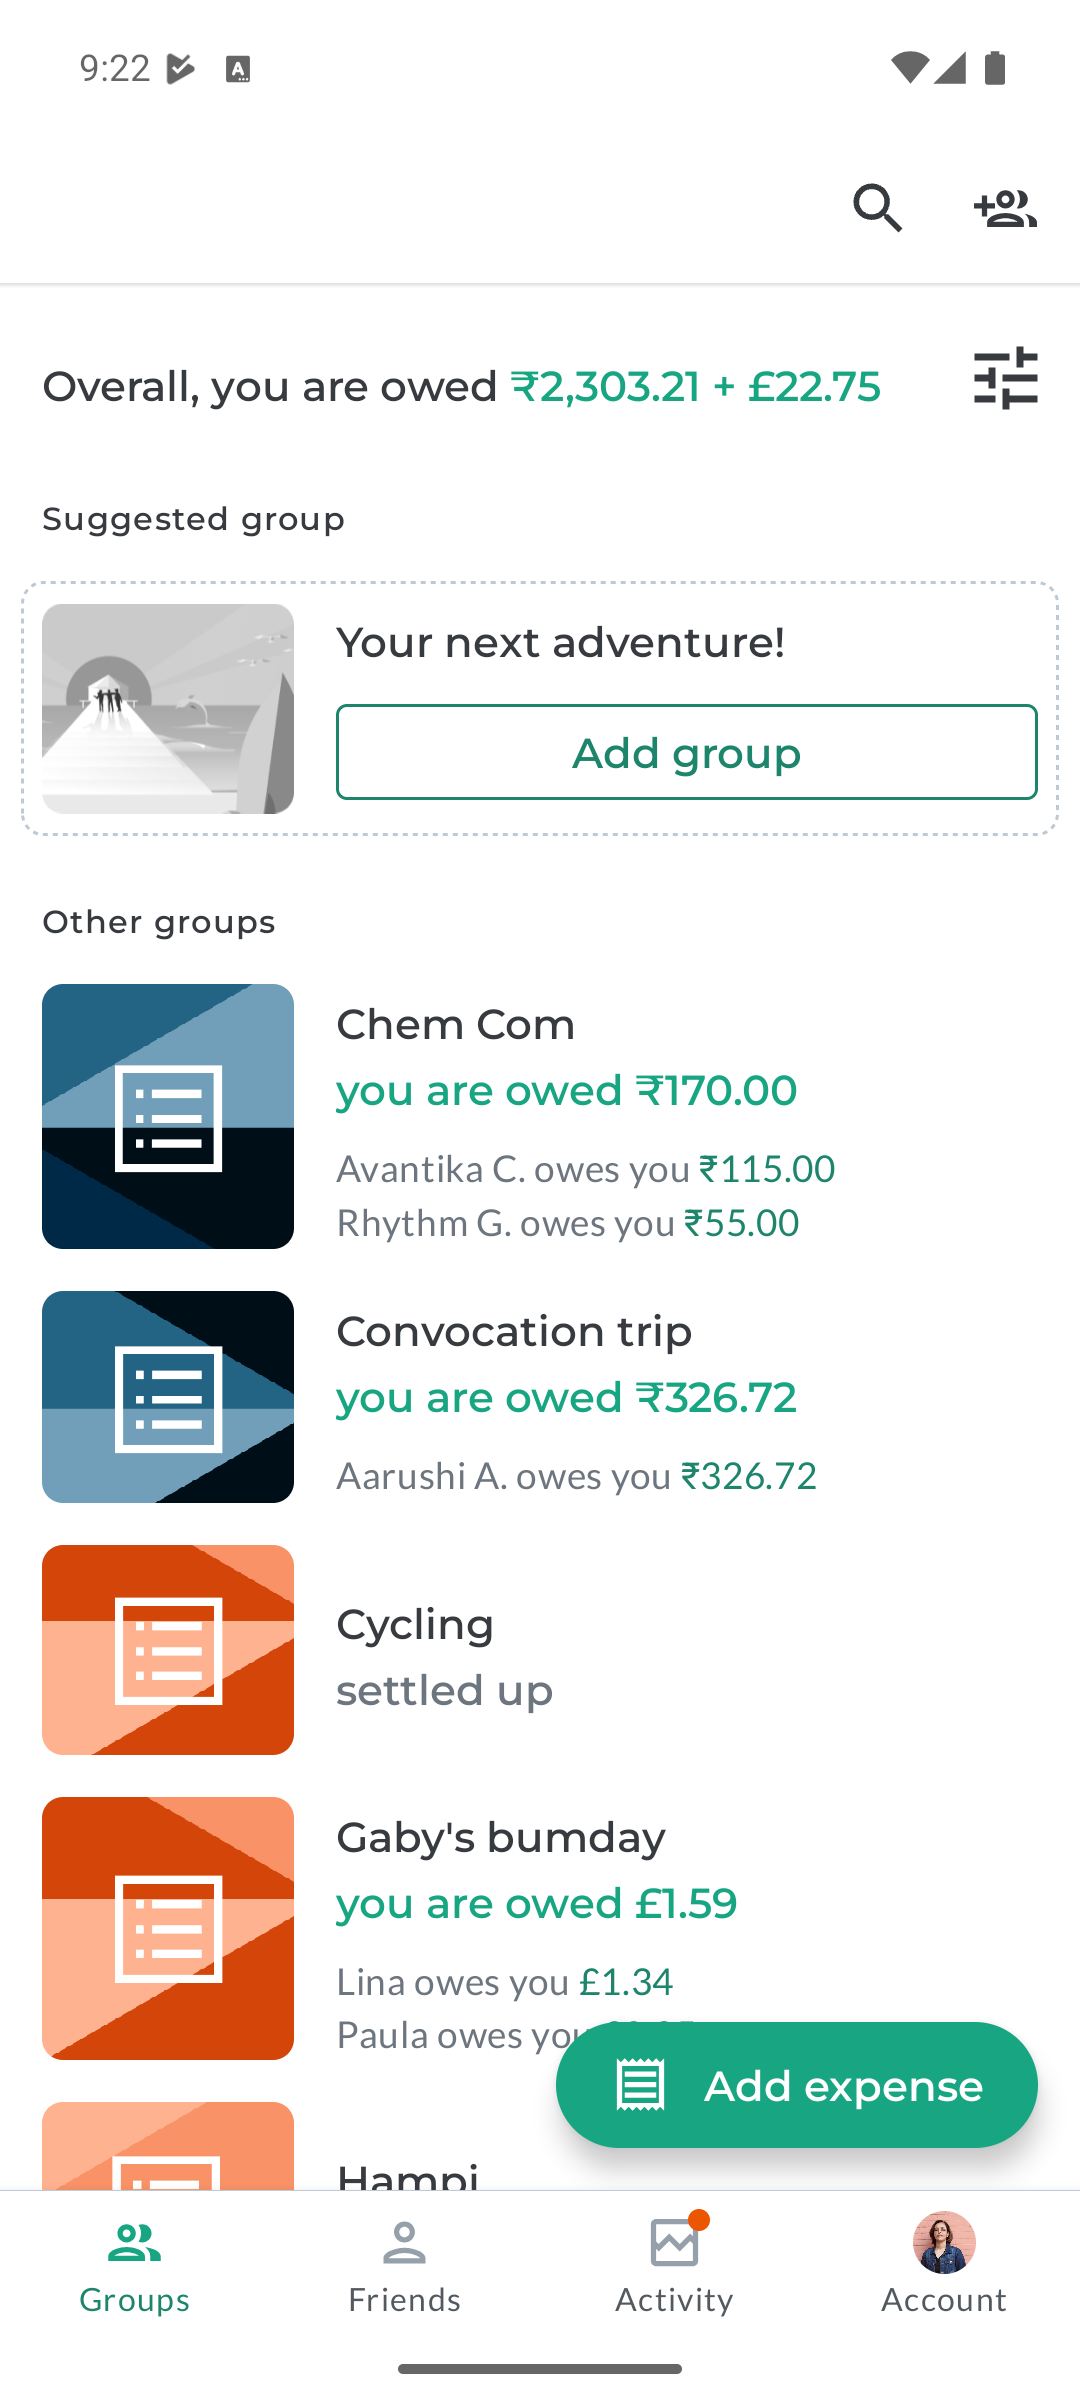 9:22
Overall, you are owed ₹2,303.21 + £22.75
Suggested group
Your next adventure!
Add group
Other groups
Chem Com
you are owed ₹170.00
Avantika C. owes you ₹115.00
Rhythm G. owes you ₹55.00
Convocation trip
you are owed ₹326.72
Aarushi A. owes you ₹326.72
Cycling
settled up
Gaby's bumday
you are owed £1.59
Lina owes you £1.34
Paula owes you
Add expense
Hampi
Groups
Friends
Activity
Account